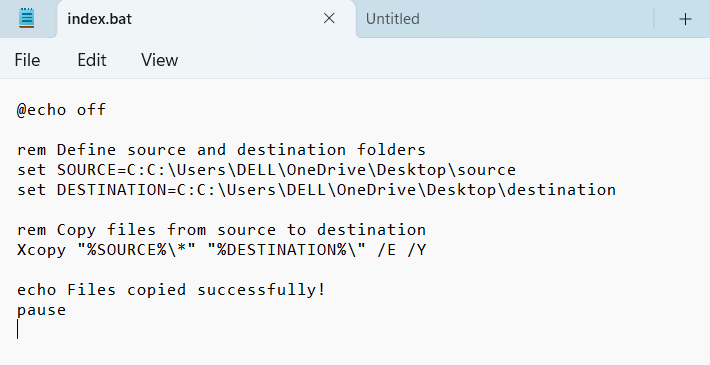 index.bat
Untitled
File Edit View
@echo off
rem Define source and destination folders
set SOURCE=C:C:\Users\DELL\OneDrive\Desktop\source
set DESTINATION=C:C:\Users\DELL\OneDrive\Desktop\destination
rem Copy files from source to destination
Xcopy "%SOURCE%\*" "%DESTINATION%\" /E /Y
echo Files copied successfully!
pause